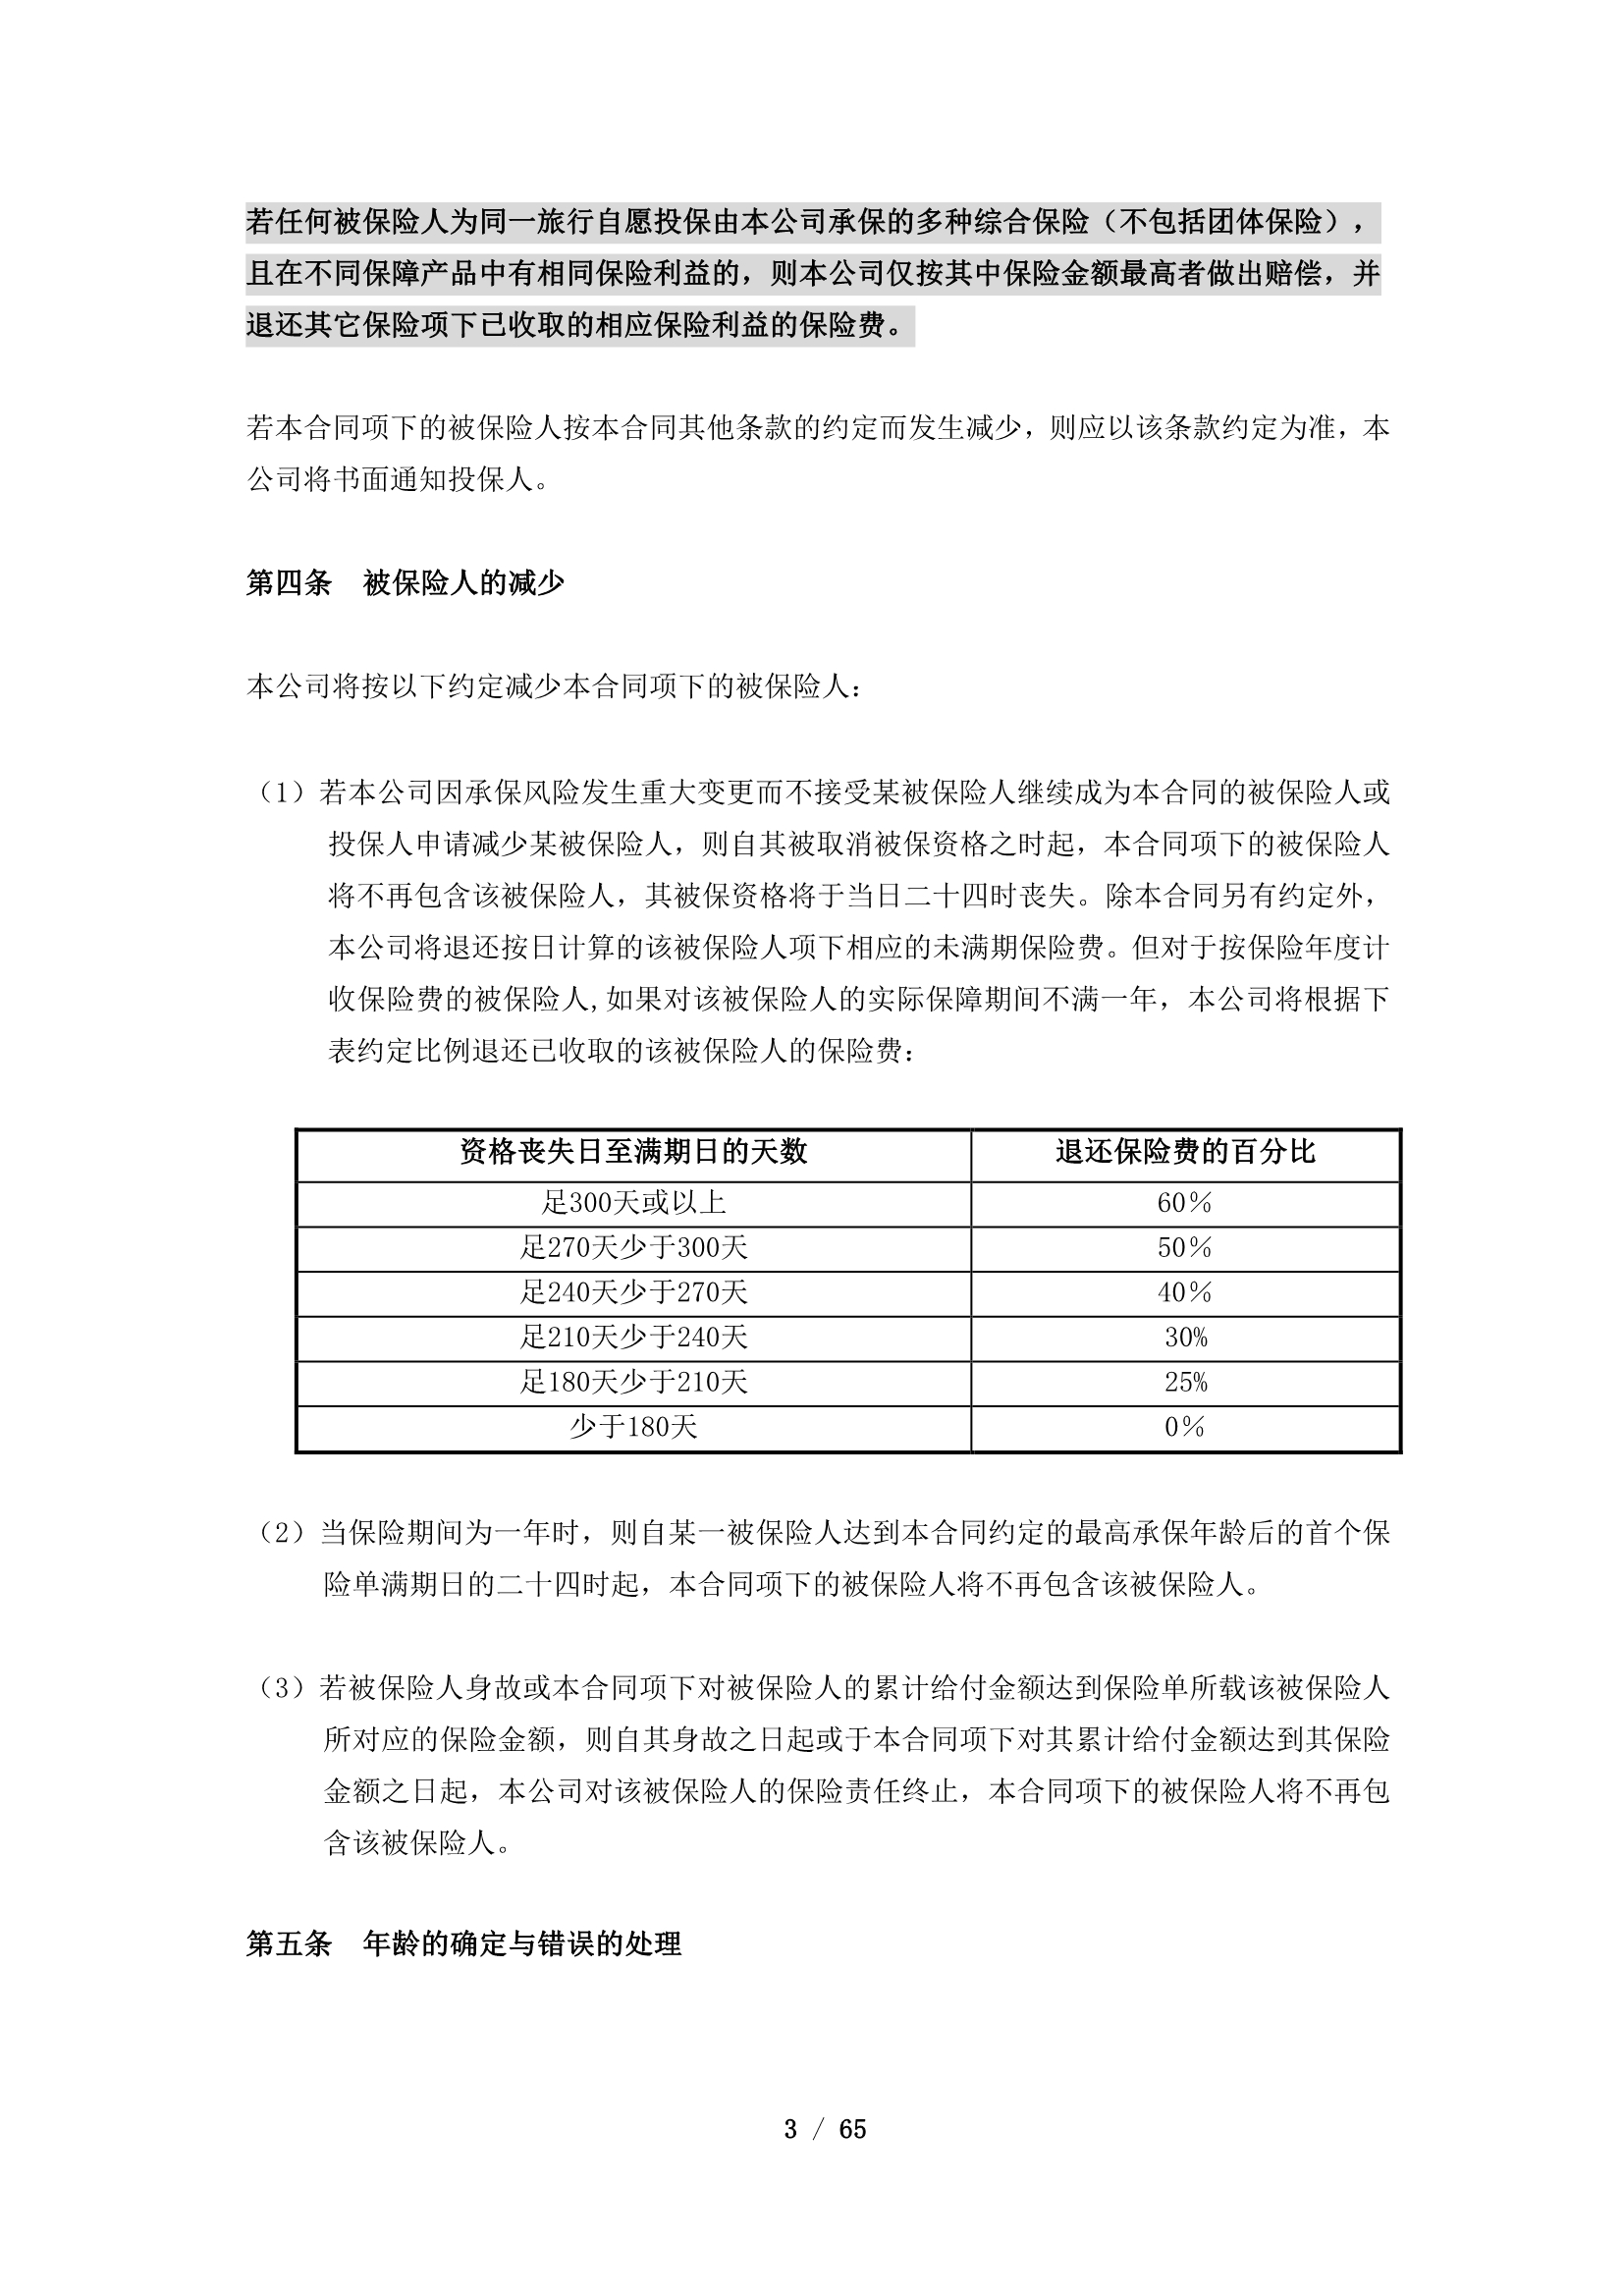 若任何被保险人为同一旅行自愿投保由本公司承保的多种综合保险（不包括团体保险），
且在不同保障产品中有相同保险利益的，则本公司仅按其中保险金额最高者做出赔偿，并
退还其它保险项下已收取的相应保险利益的保险费。
若本合同项下的被保险人按本合同其他条款的约定而发生减少，则应以该条款约定为准，本
公司将书面通知投保人。
第四条　被保险人的减少
本公司将按以下约定减少本合同项下的被保险人：
（1）若本公司因承保风险发生重大变更而不接受某被保险人继续成为本合同的被保险人或
投保人申请减少某被保险人，则自其被取消被保资格之时起，本合同项下的被保险人
将不再包含该被保险人，其被保资格将于当日二十四时丧失。除本合同另有约定外，
本公司将退还按日计算的该被保险人项下相应的未满期保险费。但对于按保险年度计
收保险费的被保险人,如果对该被保险人的实际保障期间不满一年，本公司将根据下
表约定比例退还已收取的该被保险人的保险费：
资格丧失日至满期日的天数　退还保险费的百分比
足300天或以上　60％
足270天少于300天　50％
足240天少于270天　40％
足210天少于240天　30%
足180天少于210天　25%
少于180天　0％
（2）当保险期间为一年时，则自某一被保险人达到本合同约定的最高承保年龄后的首个保
险单满期日的二十四时起，本合同项下的被保险人将不再包含该被保险人。
（3）若被保险人身故或本合同项下对被保险人的累计给付金额达到保险单所载该被保险人
所对应的保险金额，则自其身故之日起或于本合同项下对其累计给付金额达到其保险
金额之日起，本公司对该被保险人的保险责任终止，本合同项下的被保险人将不再包
含该被保险人。
第五条　年龄的确定与错误的处理
3 / 65